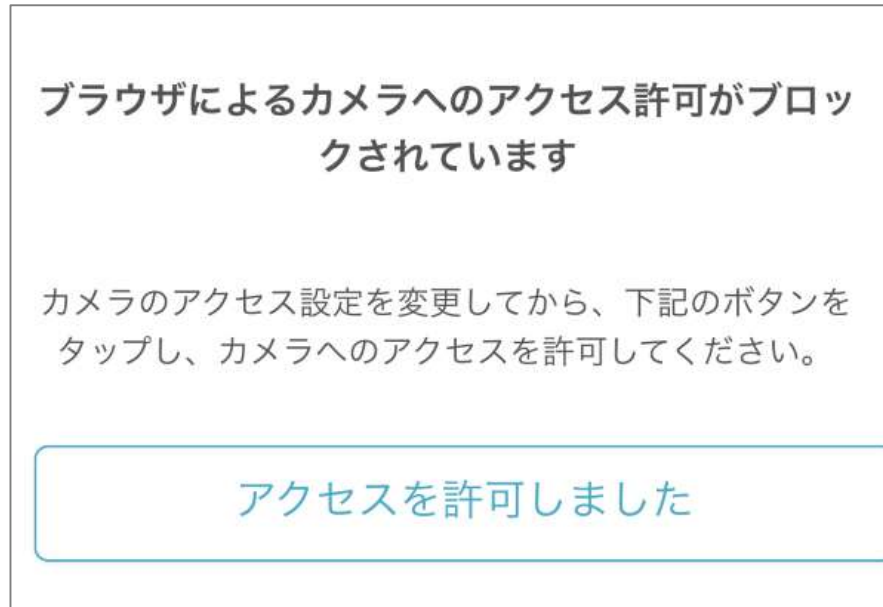 ブラウザによるカメラへのアクセス許可がブロッ
クされています
カメラのアクセス設定を変更してから、下記のボタンを
タップし、カメラへのアクセスを許可してください。
アクセスを許可しました